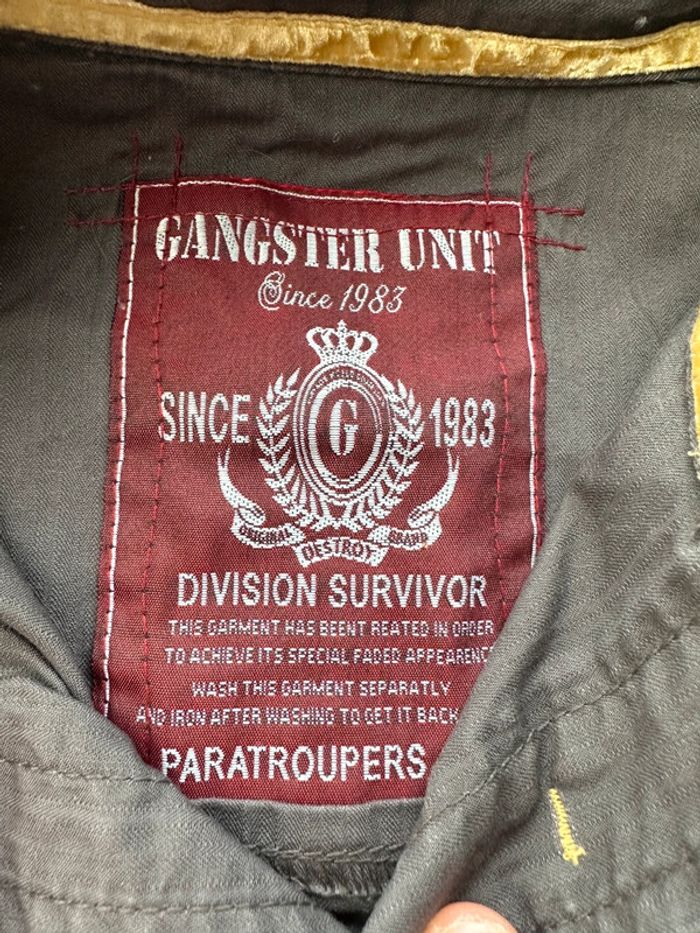 GANGSTER UNIT
Since 1983
SINCE 1983
G
ORIGINAL BRAND
DESTROY
DIVISION SURVIVOR
THIS GARMENT HAS BEENT REATED IN ORDER
TO ACHIEVE ITS SPECIAL FADED APPEARENC
WASH THIS GARMENT SEPARATLY
AND IRON AFTER WASHING TO GET IT BACK
PARATROUPERS